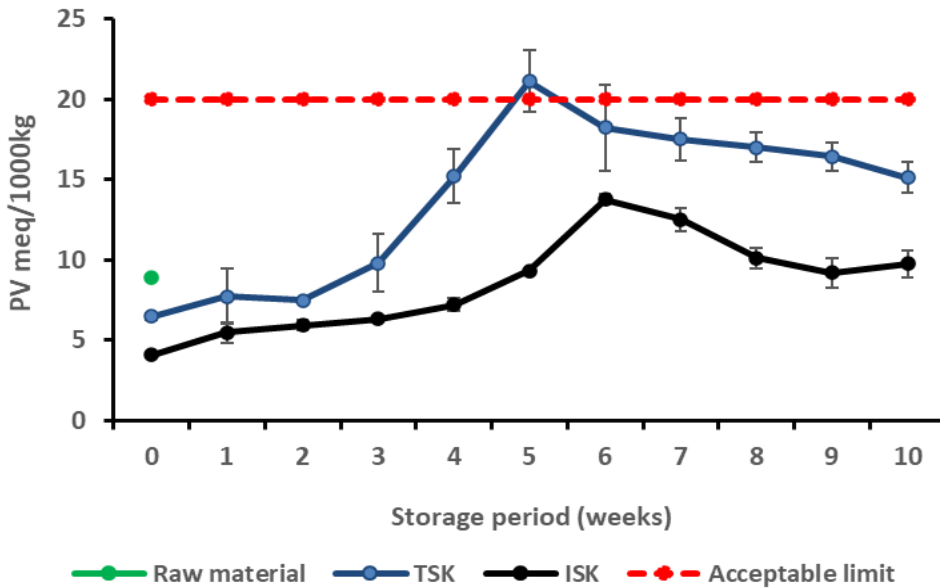 PV meq/1000kg
25
20
15
10
5
0
0 1 2 3 4 5 6 7 8 9 10
Storage period (weeks)
Raw material TSK ISK Acceptable limit